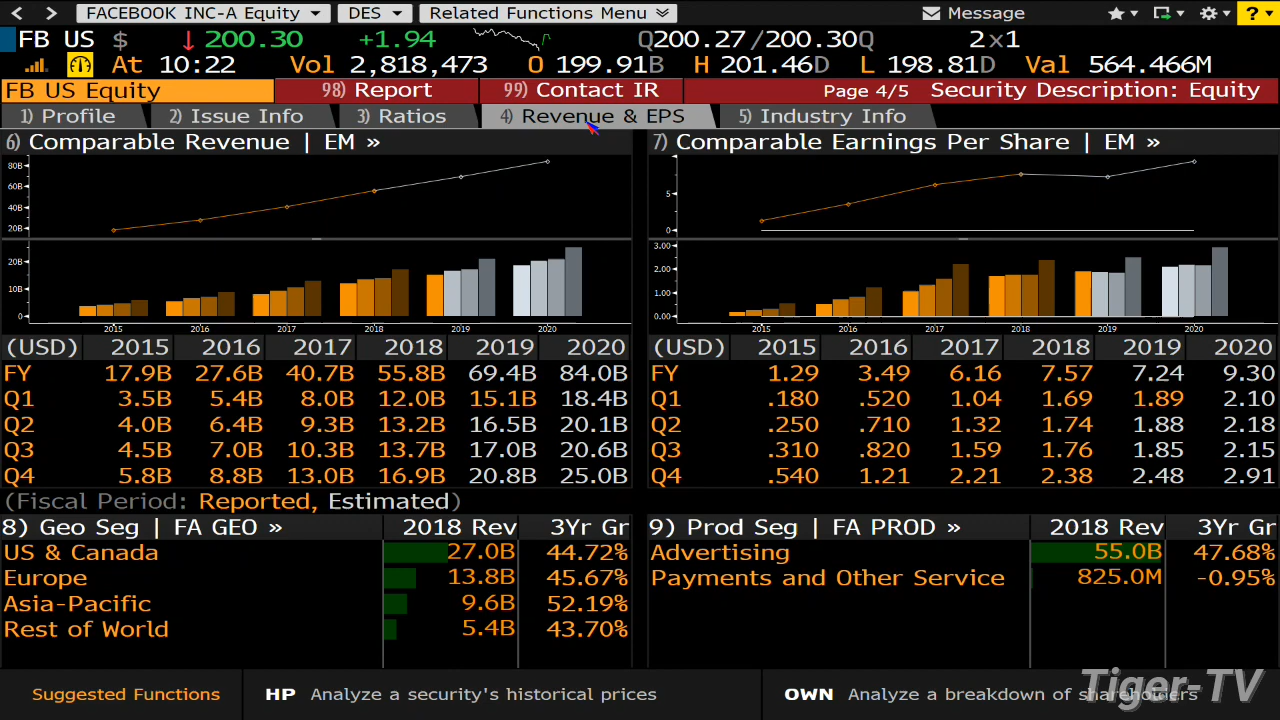 FACEBOOK INC-A Equity DES Related Functions Menu Message ?
FB US $ ↓ 200.30 +1.94 Q200.27/200.30Q 2×1
At 10:22 Vol 2,818,473 O 199.91B H 201.46D L 198.81D Val 564.466M
FB US Equity 98) Report 99) Contact IR Page 4/5 Security Description: Equity
1) Profile 2) Issue Info 3) Ratios 4) Revenue & EPS 5) Industry Info
6) Comparable Revenue | EM »
80B
60B
40B
20B
20B
10B
0
2015 2016 2017 2018 2019 2020
(USD) 2015 2016 2017 2018 2019 2020
FY 17.9B 27.6B 40.7B 55.8B 69.4B 84.0B
Q1 3.5B 5.4B 8.0B 12.0B 15.1B 18.4B
Q2 4.0B 6.4B 9.3B 13.2B 16.5B 20.1B
Q3 4.5B 7.0B 10.3B 13.7B 17.0B 20.6B
Q4 5.8B 8.8B 13.0B 16.9B 20.8B 25.0B
7) Comparable Earnings Per Share | EM »
5
0
3.00
2.00
1.00
0.00
2015 2016 2017 2018 2019 2020
(USD) 2015 2016 2017 2018 2019 2020
FY 1.29 3.49 6.16 7.57 7.24 9.30
Q1 .180 .520 1.04 1.69 1.89 2.10
Q2 .250 .710 1.32 1.74 1.88 2.18
Q3 .310 .820 1.59 1.76 1.85 2.15
Q4 .540 1.21 2.21 2.38 2.48 2.91
(Fiscal Period: Reported, Estimated)
8) Geo Seg | FA GEO » 2018 Rev 3Yr Gr
US & Canada 27.0B 44.72%
Europe 13.8B 45.67%
Asia-Pacific 9.6B 52.19%
Rest of World 5.4B 43.70%
9) Prod Seg | FA PROD » 2018 Rev 3Yr Gr
Advertising 55.0B 47.68%
Payments and Other Service 825.0M -0.95%
Suggested Functions HP Analyze a security's historical prices OWN Analyze a breakdown of shareholders
Tiger-TV